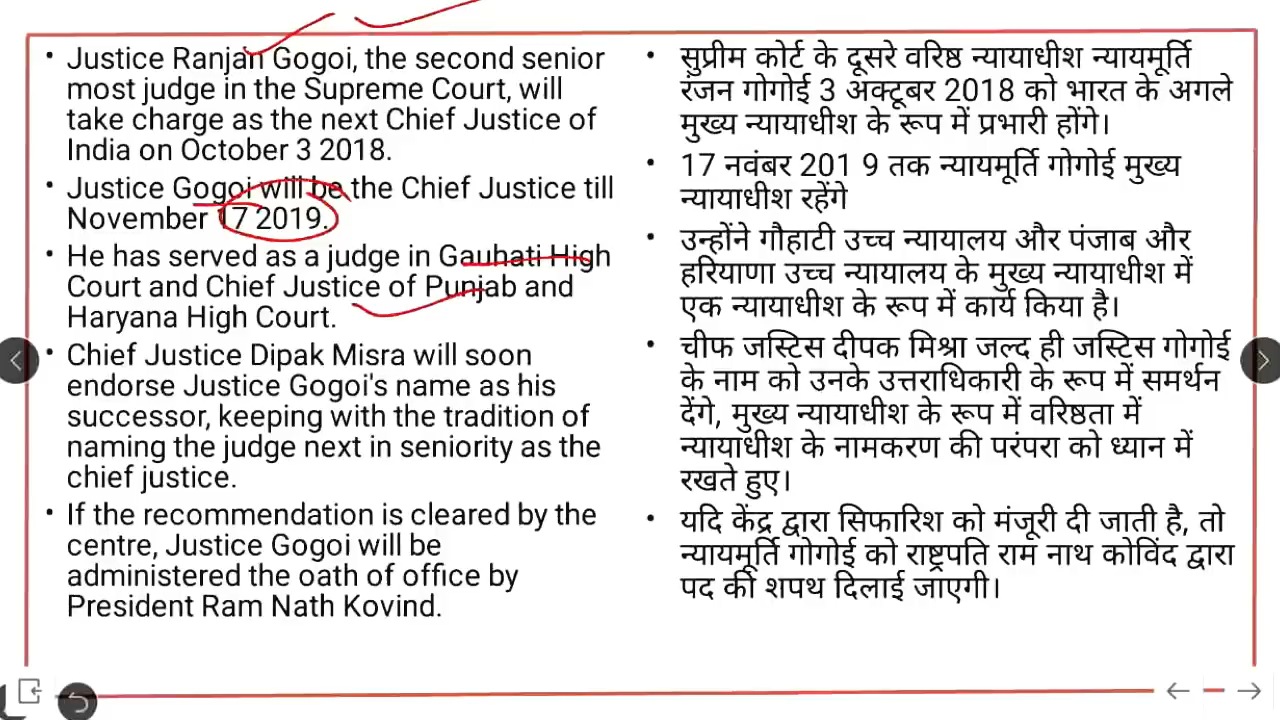 • Justice Ranjan Gogoi, the second senior
most judge in the Supreme Court, will
take charge as the next Chief Justice of
India on October 3 2018.
• Justice Gogoi will be the Chief Justice till
November 17 2019.
• He has served as a judge in Gauhati High
Court and Chief Justice of Punjab and
Haryana High Court.
• Chief Justice Dipak Misra will soon
endorse Justice Gogoi's name as his
successor, keeping with the tradition of
naming the judge next in seniority as the
chief justice.
• If the recommendation is cleared by the
centre, Justice Gogoi will be
administered the oath of office by
President Ram Nath Kovind.
• सुप्रीम कोर्ट के दूसरे वरिष्ठ न्यायाधीश न्यायमूर्ति
रंजन गोगोई 3 अक्टूबर 2018 को भारत के अगले
मुख्य न्यायाधीश के रूप में प्रभारी होंगे।
• 17 नवंबर 201 9 तक न्यायमूर्ति गोगोई मुख्य
न्यायाधीश रहेंगे
• उन्होंने गौहाटी उच्च न्यायालय और पंजाब और
हरियाणा उच्च न्यायालय के मुख्य न्यायाधीश में
एक न्यायाधीश के रूप में कार्य किया है।
• चीफ जस्टिस दीपक मिश्रा जल्द ही जस्टिस गोगोई
के नाम को उनके उत्तराधिकारी के रूप में समर्थन
देंगे, मुख्य न्यायाधीश के रूप में वरिष्ठता में
न्यायाधीश के नामकरण की परंपरा को ध्यान में
रखते हुए।
• यदि केंद्र द्वारा सिफारिश को मंजूरी दी जाती है, तो
न्यायमूर्ति गोगोई को राष्ट्रपति राम नाथ कोविंद द्वारा
पद की शपथ दिलाई जाएगी।